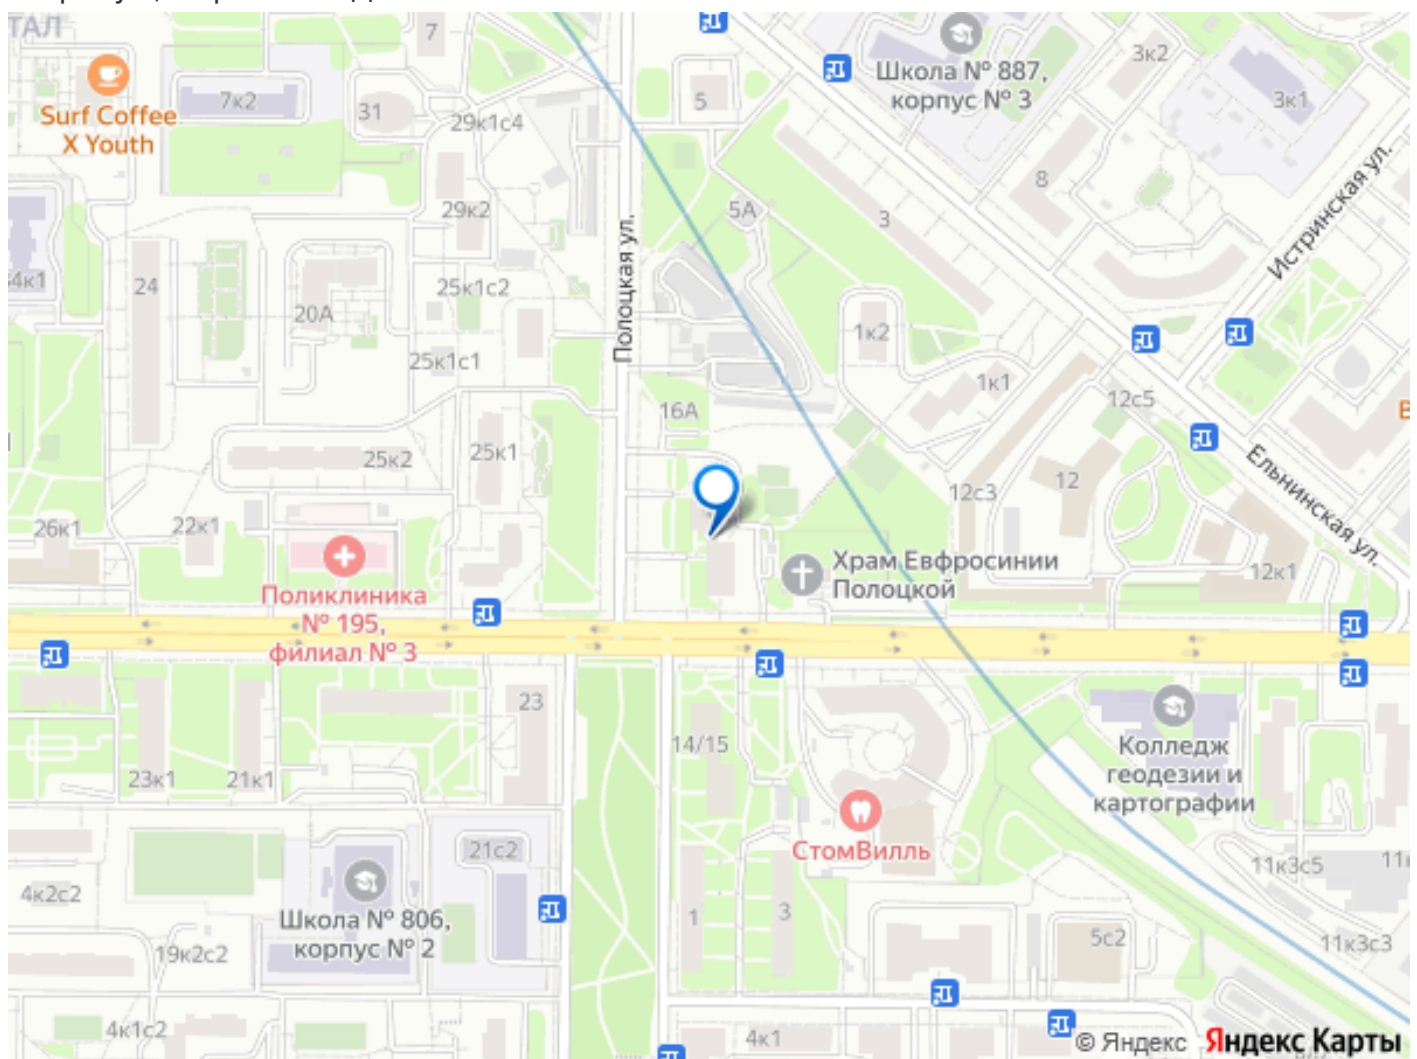 ТАЛ
7
Школа № 887,
корпус № 3
3к2
Surf Coffee
X Youth
7к2
31
29к1с4
5
3к1
8
29к2
5А
3
Истринская ул.
Полоцкая ул.
4к1
24
20А
25к1с2
1к2
25к1с1
1к1
12с5
16А
В
25к2
25к1
Ельнинская ул.
12с3
12
26к1
22к1
Храм Евфросинии
Полоцкой
12к1
Поликлиника
№ 195,
филиал № 3
23
14/15
23к1
21к1
Колледж
геодезии и
картографии
СтомВилль
21с2
11к3с5
11к
4к2с2
Школа № 806,
корпус № 2
1
3
19к2с2
5с2
11к3с3
4к1с2
4к1
© Яндекс Яндекс Карты